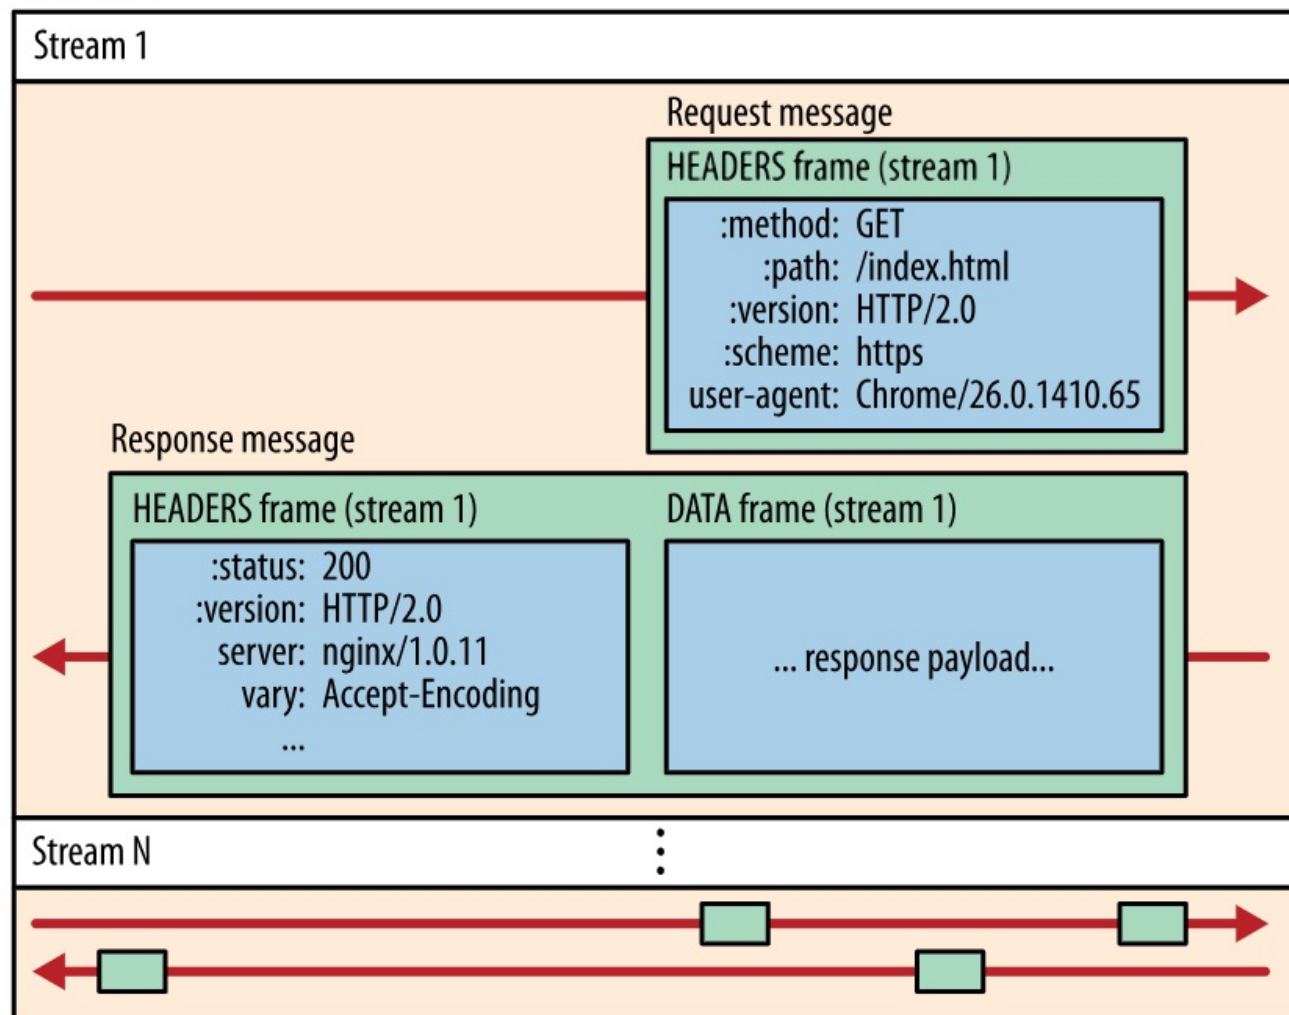 Stream 1
Request message
HEADERS frame (stream 1)
:method: GET
:path: /index.html
:version: HTTP/2.0
:scheme: https
user-agent: Chrome/26.0.1410.65
Response message
HEADERS frame (stream 1)
:status: 200
:version: HTTP/2.0
server: nginx/1.0.11
vary: Accept-Encoding
...
DATA frame (stream 1)
... response payload...
Stream N